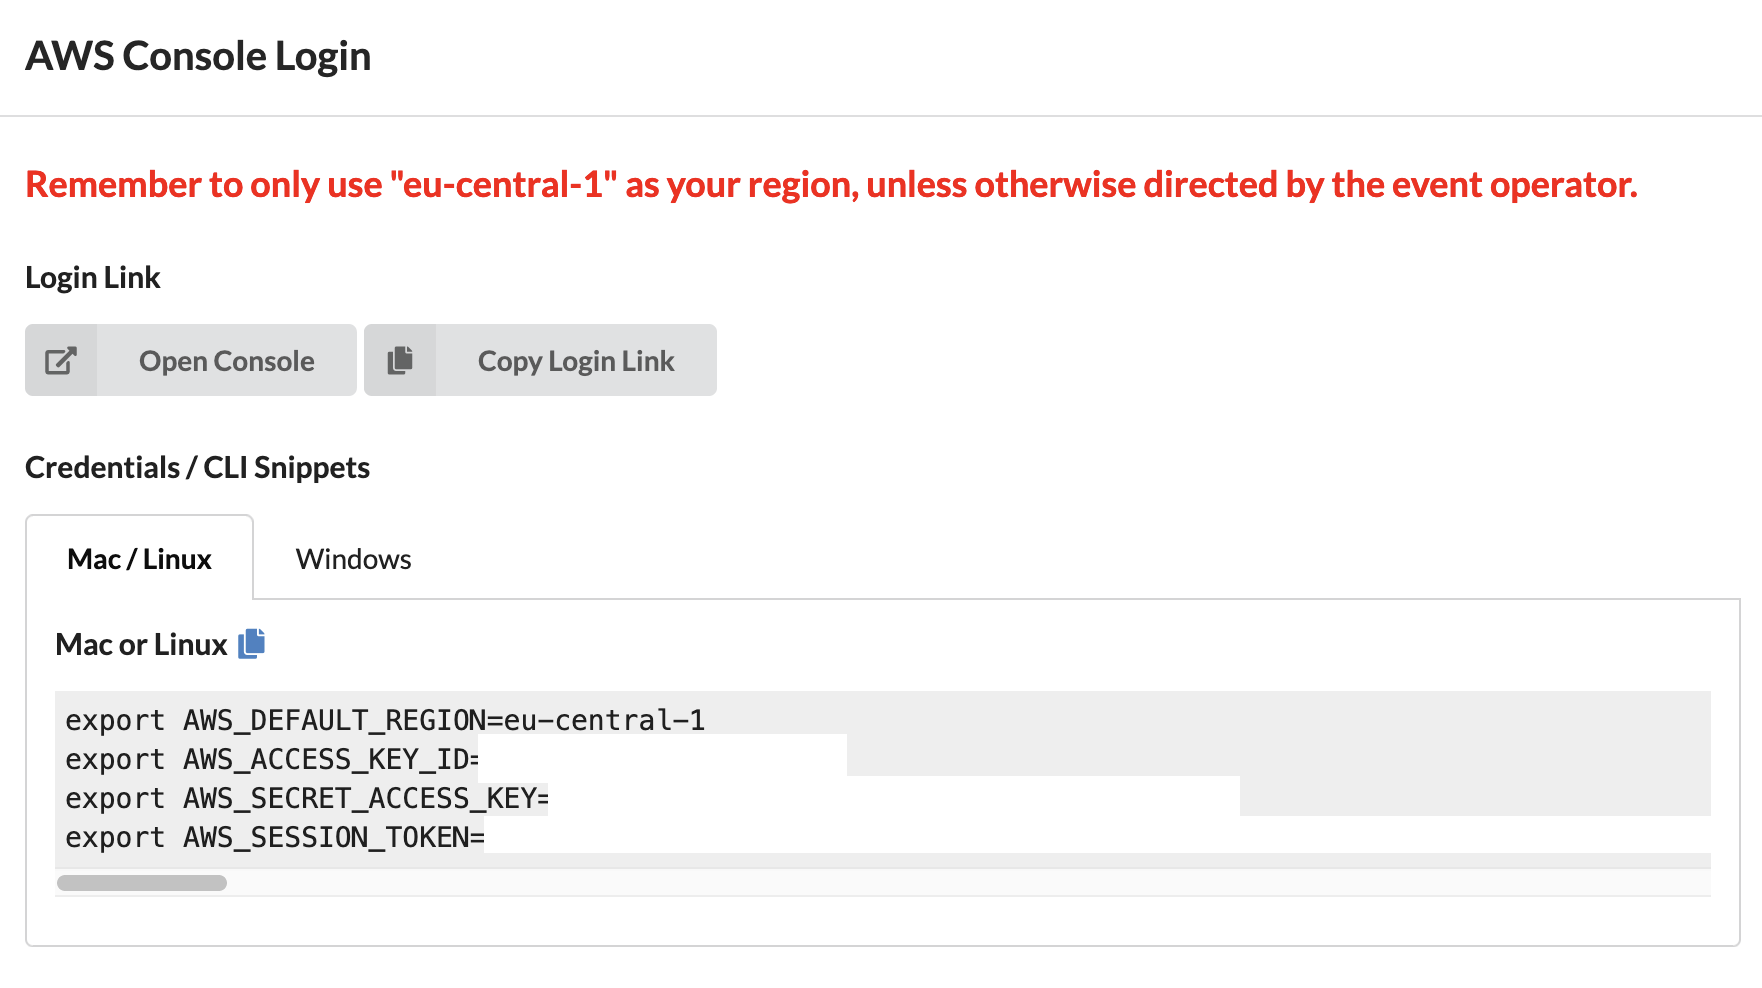 AWS Console Login
Remember to only use "eu-central-1" as your region, unless otherwise directed by the event operator.
Login Link
Open Console
Copy Login Link
Credentials / CLI Snippets
Mac / Linux
Windows
Mac or Linux
export AWS_DEFAULT_REGION=eu-central-1
export AWS_ACCESS_KEY_ID=
export AWS_SECRET_ACCESS_KEY=
export AWS_SESSION_TOKEN=